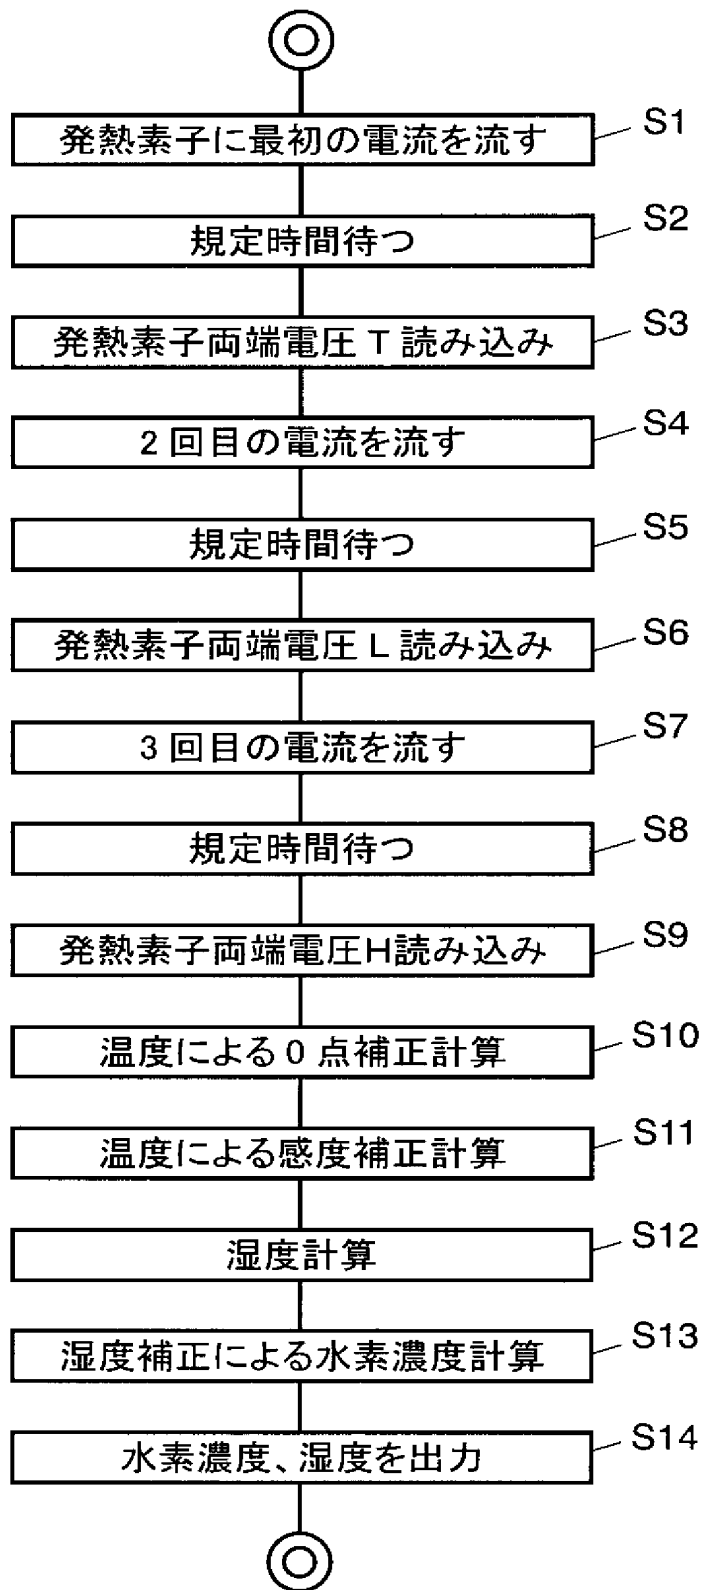 発熱素子に最初の電流を流す S1
規定時間待つ S2
発熱素子両端電圧T読み込み S3
2回目の電流を流す S4
規定時間待つ S5
発熱素子両端電圧L読み込み S6
3回目の電流を流す S7
規定時間待つ S8
発熱素子両端電圧H読み込み S9
温度による0点補正計算 S10
温度による感度補正計算 S11
湿度計算 S12
湿度補正による水素濃度計算 S13
水素濃度、湿度を出力 S14